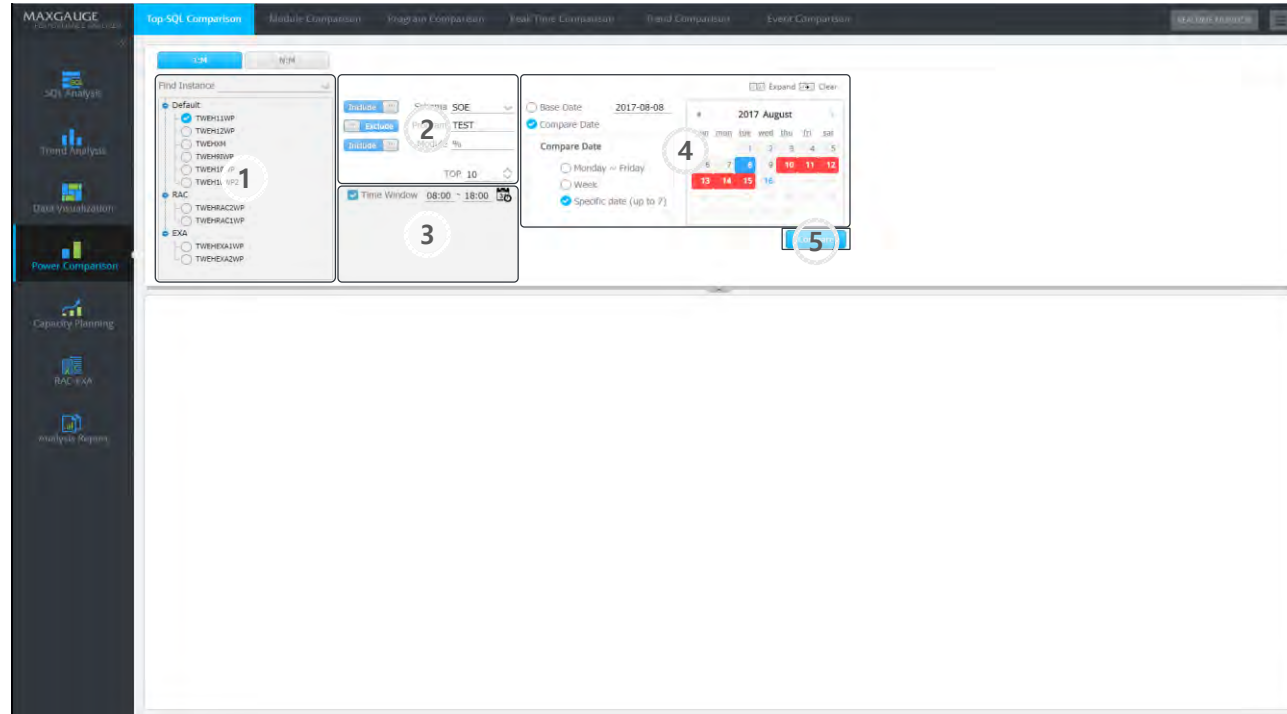 MAXGAUGE
Top-SQL Comparison Module Comparison Program Comparison Peak Time Comparison Trend Comparison Event Comparison
1:M N:M
SQL Analysis
Trend Analysis
Data Visualization
Power Comparison
Capacity Planning
RAC-EXA
Analysis Report
Find Instance
Default
TWEH11WP
TWEH12WP
TWEHXM
1
RAC
TWEHRAC2WP
TWEHRAC1WP
EXA
TWEHEXA1WP
TWEHEXA2WP
Include Schema SOE
Exclude Program TEST
Include Module %
2
TOP 10
Time Window 08:00 ~ 18:00
3
Base Date 2017-08-08
Compare Date
Compare Date
Monday ~ Friday
Week
Specific date (up to 7)
Expand Clear
2017 August
sun mon tue wed thu fri sat
1 2 3 4 5
6 7 8 9 10 11 12
13 14 15 16
4
5